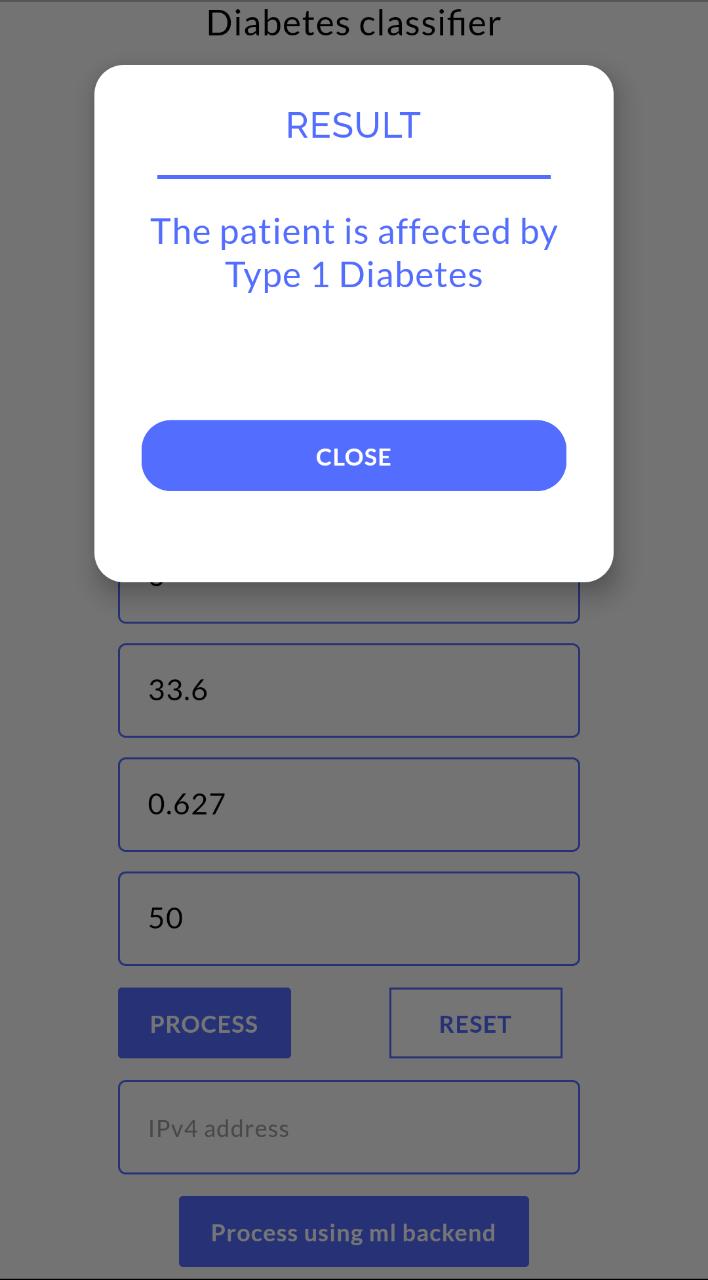 Diabetes classifier
RESULT
The patient is affected by
Type 1 Diabetes
CLOSE
33.6
0.627
50
PROCESS
RESET
IPv4 address
Process using ml backend